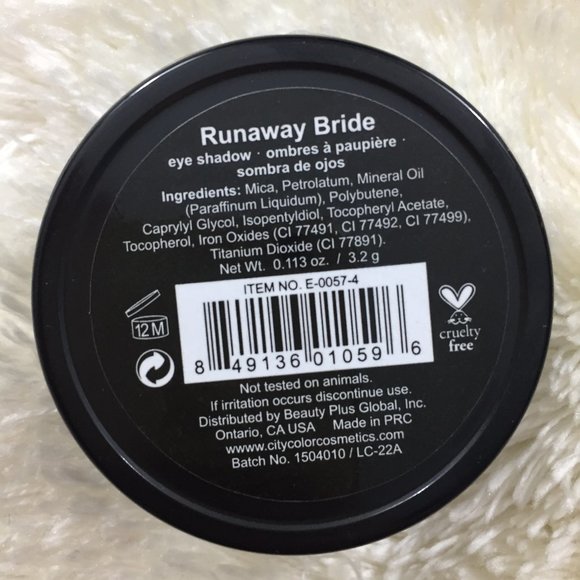 Runaway Bride
eye shadow · ombres à paupière ·
sombra de ojos
Ingredients: Mica, Petrolatum, Mineral Oil
(Paraffinum Liquidum), Polybutene,
Caprylyl Glycol, Isopentyldiol, Tocopheryl Acetate,
Tocopherol, Iron Oxides (CI 77491, CI 77492, CI 77499),
Titanium Dioxide (CI 77891).
Net Wt. 0.113 oz. / 3.2 g
ITEM NO. E-0057-4
8 49136 01059 6
12 M
cruelty
free
Not tested on animals.
If irritation occurs discontinue use.
Distributed by Beauty Plus Global, Inc.
Ontario, CA USA Made in PRC
www.citycolorcosmetics.com
Batch No. 1504010 / LC-22A